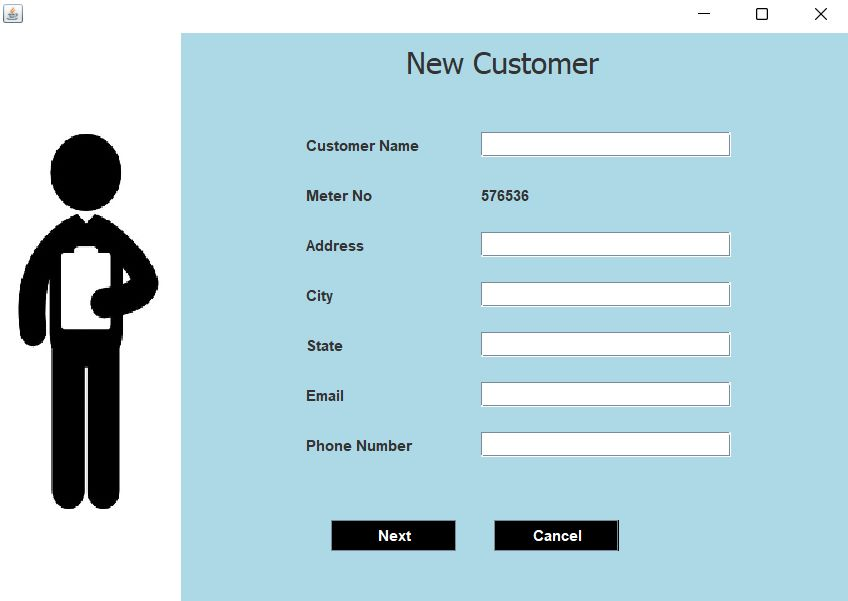 New Customer
Customer Name
Meter No 576536
Address
City
State
Email
Phone Number
Next Cancel